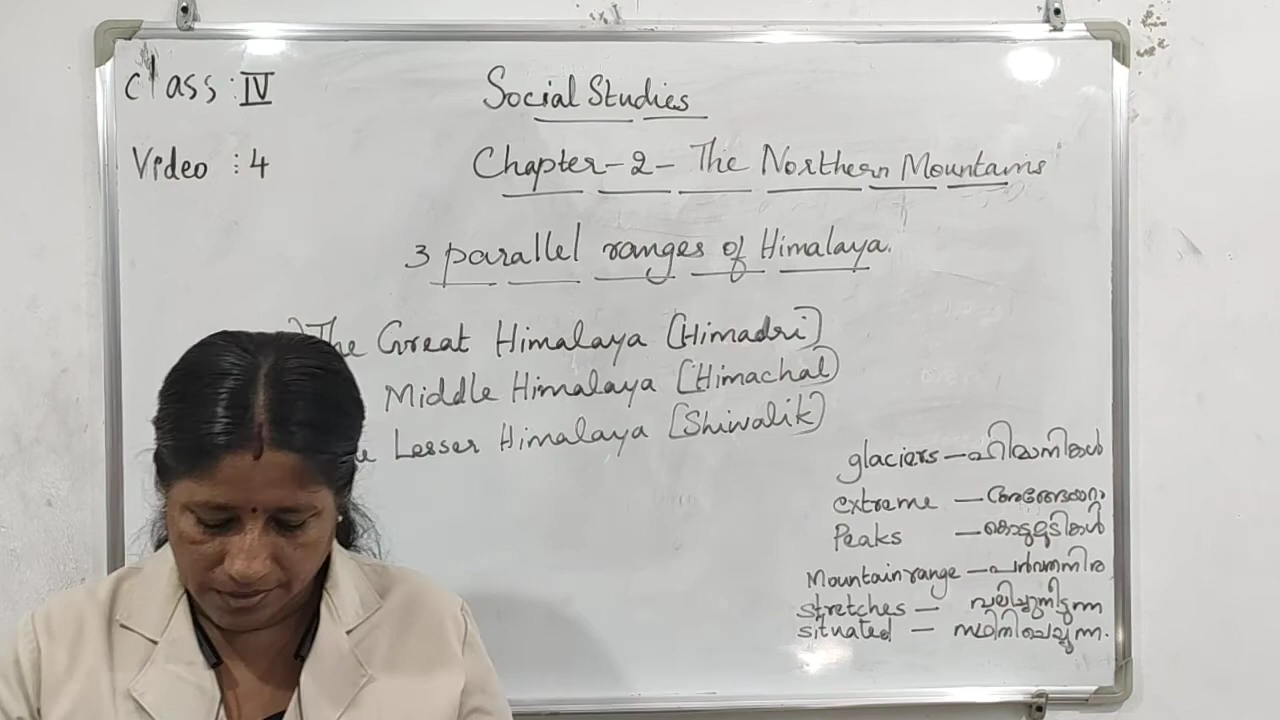 Class : IV
Social Studies
Video : 4
Chapter-2- The Northern Mountains
3 parallel ranges of Himalaya.
The Great Himalaya [Himadri]
Middle Himalaya [Himachal]
Lesser Himalaya [Shiwalik]
glaciers - ഹിമാനികൾ
extreme - അങ്ങേയറ്റം
Peaks - കൊടുമുടികൾ
Mountain range - പർവ്വതനിര
stretches - വലിച്ചുനീട്ടുന്ന
situated - സ്ഥിതിചെയ്യുന്ന.